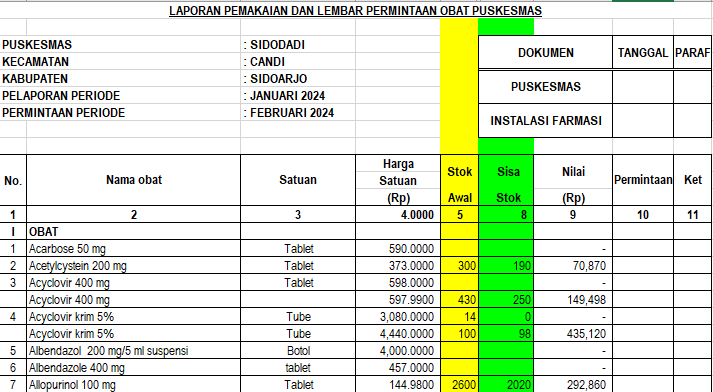 LAPORAN PEMAKAIAN DAN LEMBAR PERMINTAAN OBAT PUSKESMAS
PUSKESMAS : SIDODADI
KECAMATAN : CANDI
KABUPATEN : SIDOARJO
PELAPORAN PERIODE : JANUARI 2024
PERMINTAAN PERIODE : FEBRUARI 2024
DOKUMEN TANGGAL PARAF
PUSKESMAS
INSTALASI FARMASI
No. Nama obat Satuan Harga Satuan (Rp) Stok Awal Sisa Stok Nilai (Rp) Permintaan Ket
1 2 3 4.0000 5 8 9 10 11
I OBAT
1 Acarbose 50 mg Tablet 590.0000 -
2 Acetylcystein 200 mg Tablet 373.0000 300 190 70,870
3 Acyclovir 400 mg Tablet 598.0000 -
Acyclovir 400 mg 597.9900 430 250 149,498
4 Acyclovir krim 5% Tube 3,080.0000 14 0 -
Acyclovir krim 5% Tube 4,440.0000 100 98 435,120
5 Albendazol 200 mg/5 ml suspensi Botol 4,000.0000 -
6 Albendazole 400 mg tablet 457.0000 -
7 Allopurinol 100 mg Tablet 144.9800 2600 2020 292,860